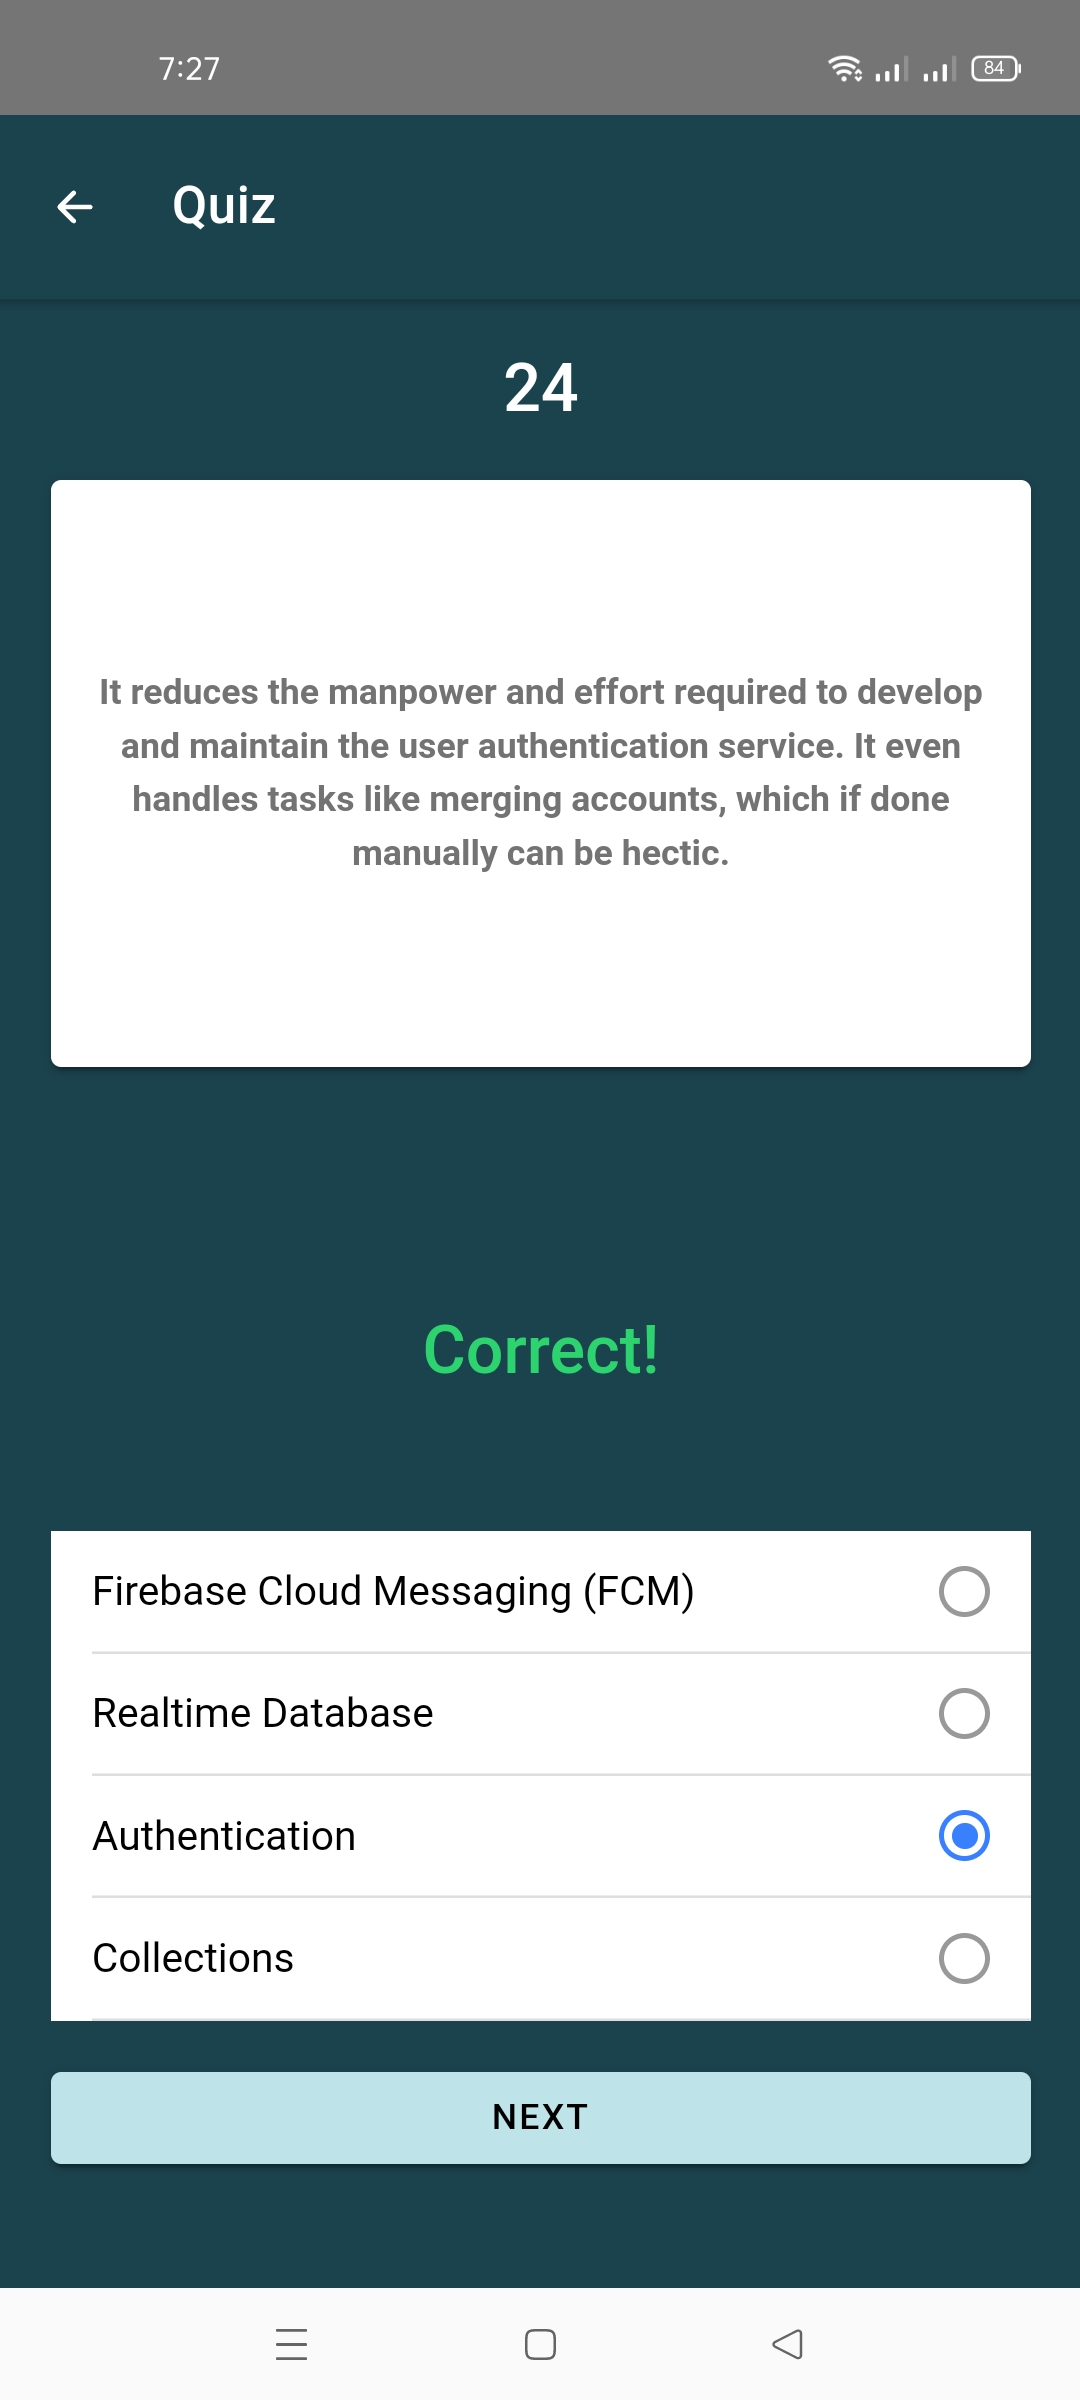 7:27
84
Quiz
24
It reduces the manpower and effort required to develop
and maintain the user authentication service. It even
handles tasks like merging accounts, which if done
manually can be hectic.
Correct!
Firebase Cloud Messaging (FCM)
Realtime Database
Authentication
Collections
NEXT